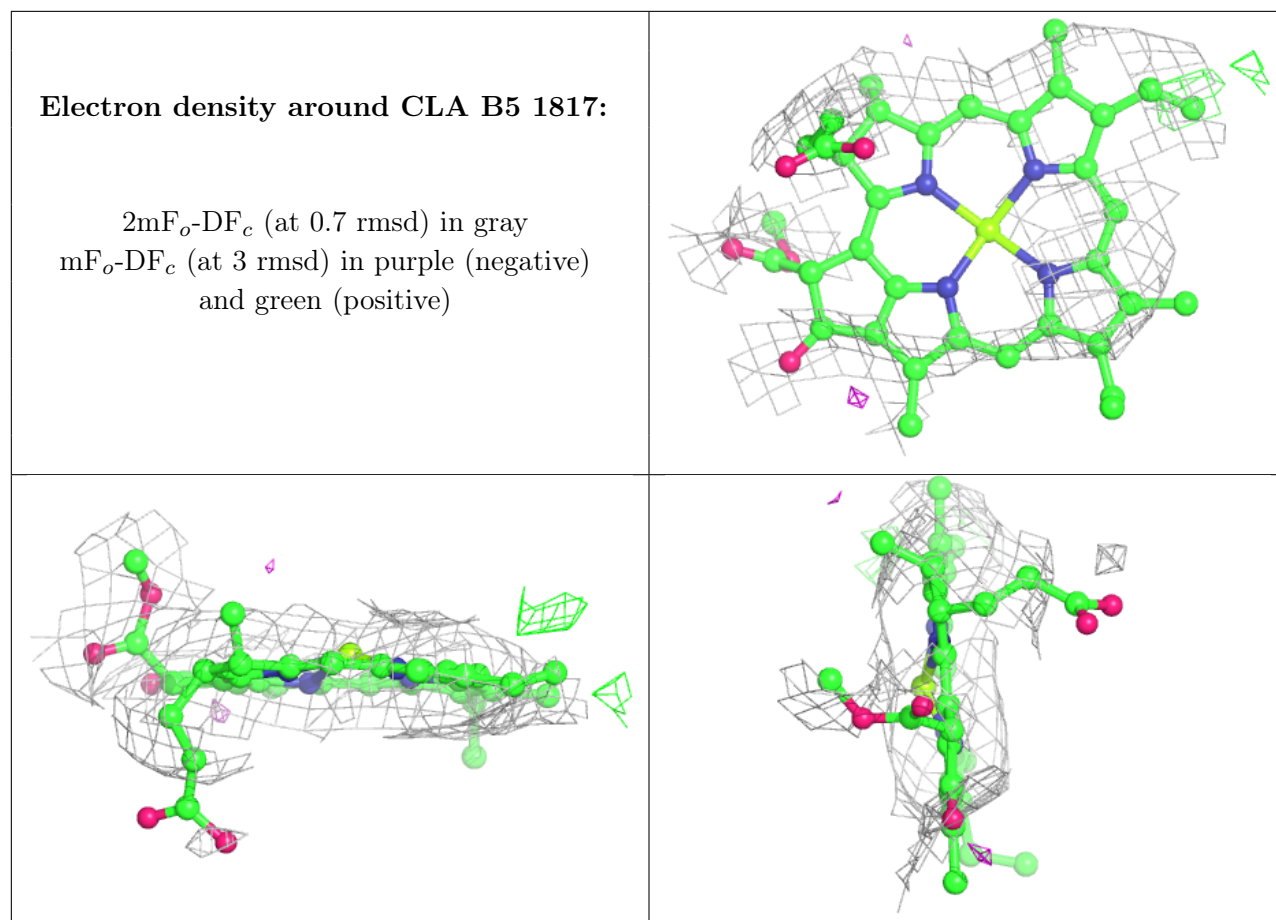 Electron density around CLA B5 1817:
2mFo-DFc (at 0.7 rmsd) in gray
mFo-DFc (at 3 rmsd) in purple (negative)
and green (positive)